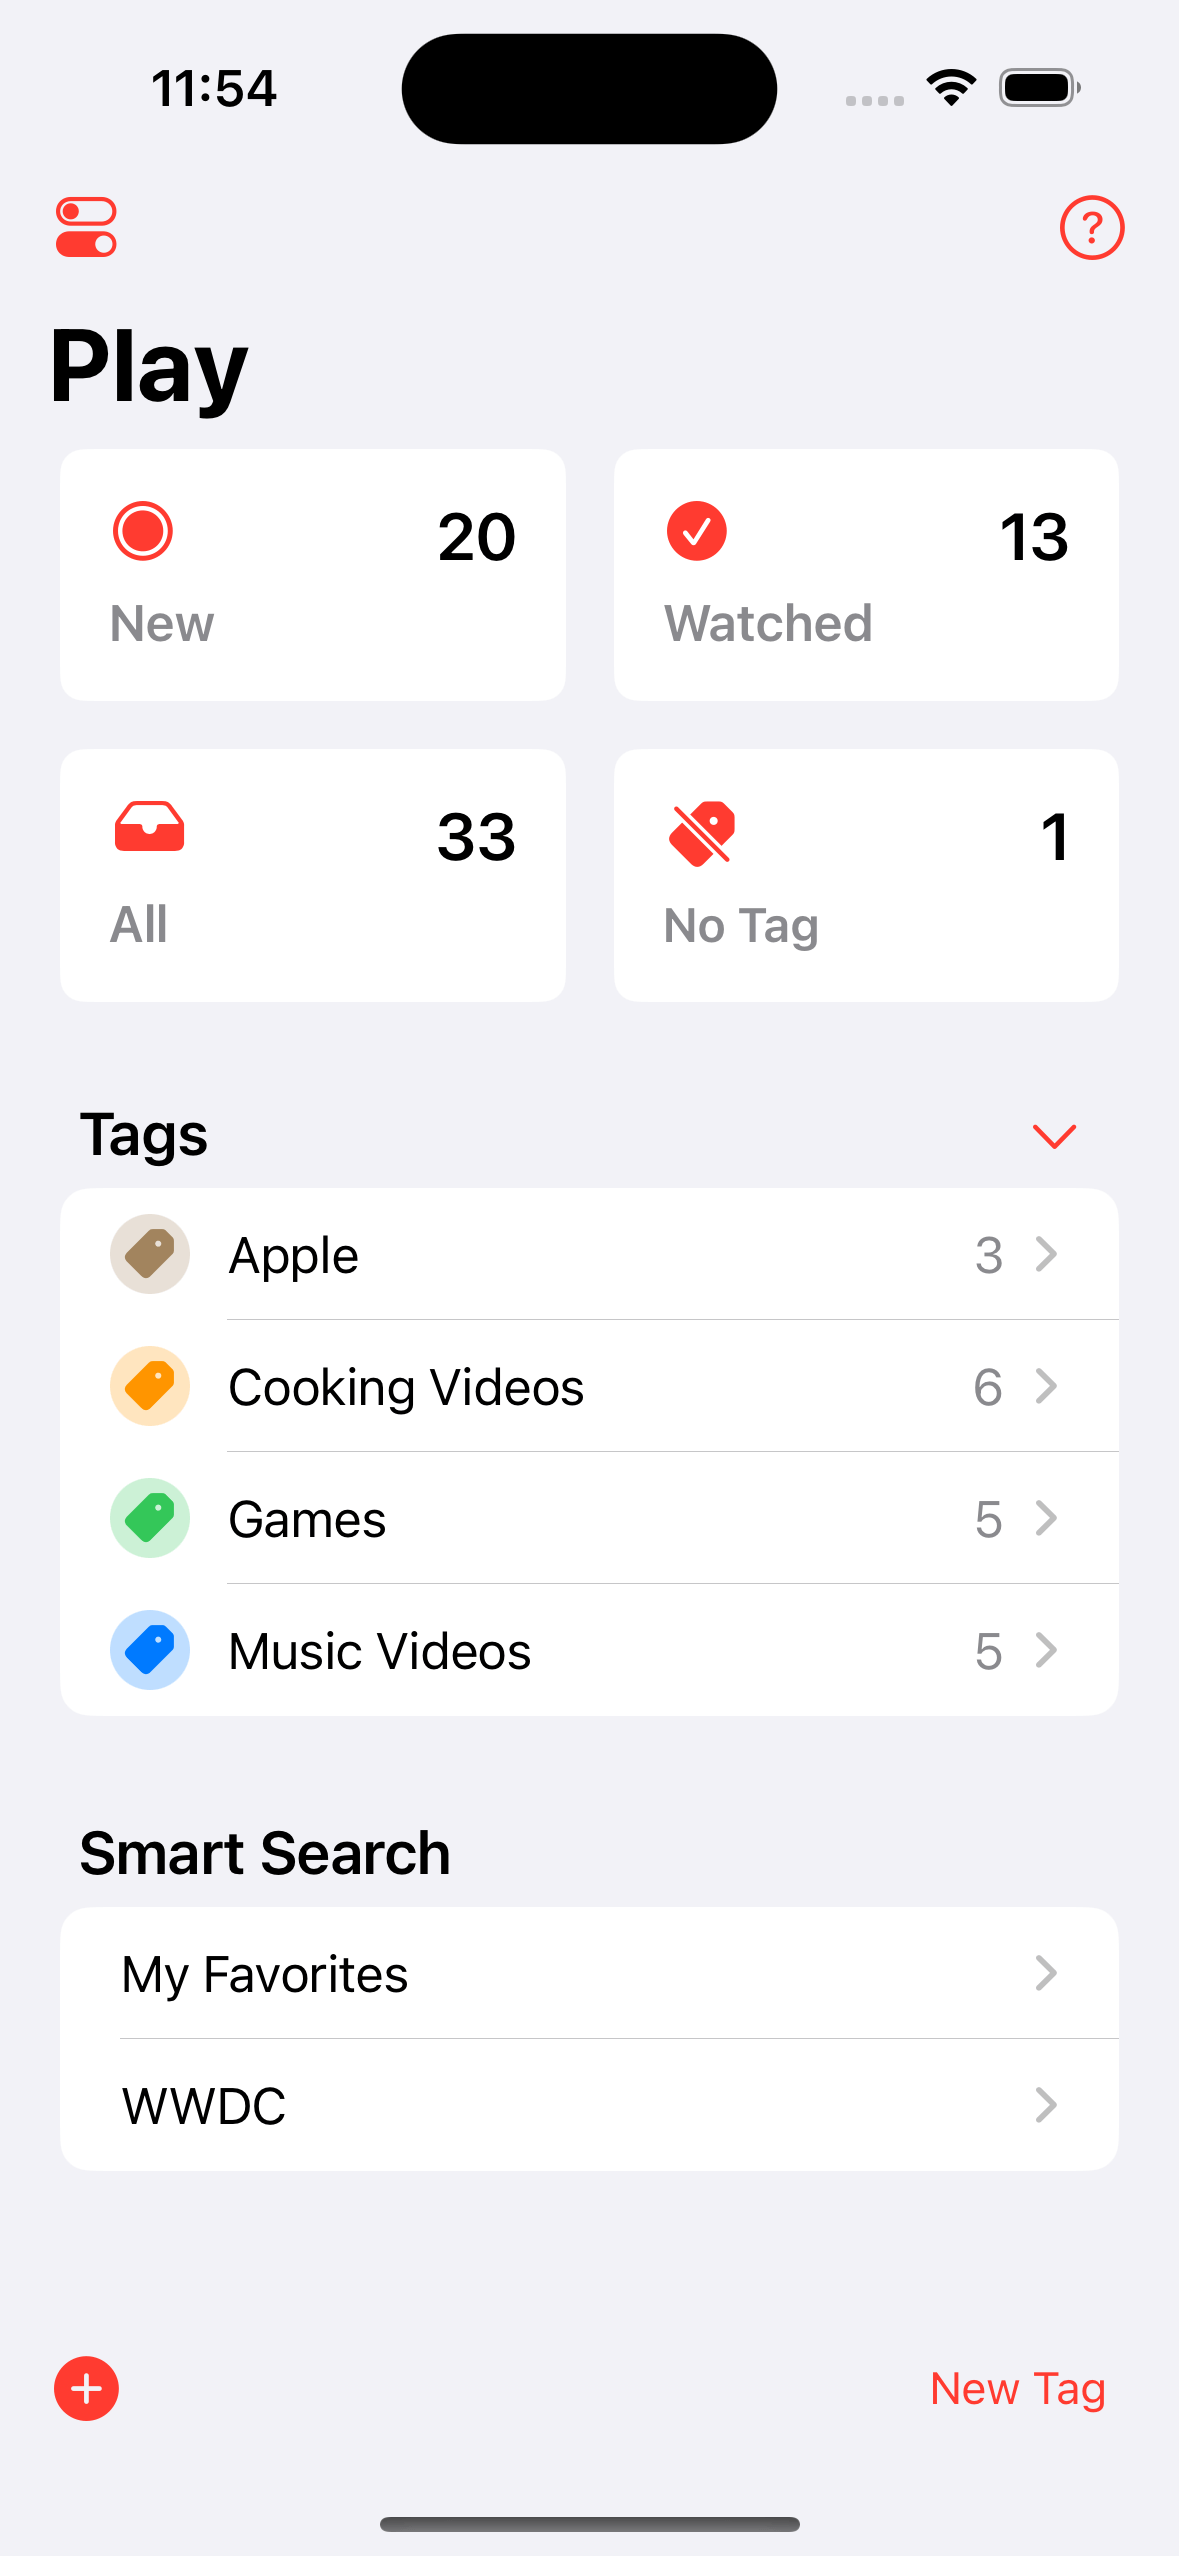 11:54
Play
20
New
13
Watched
33
All
1
No Tag
Tags
Apple 3
Cooking Videos 6
Games 5
Music Videos 5
Smart Search
My Favorites
WWDC
New Tag